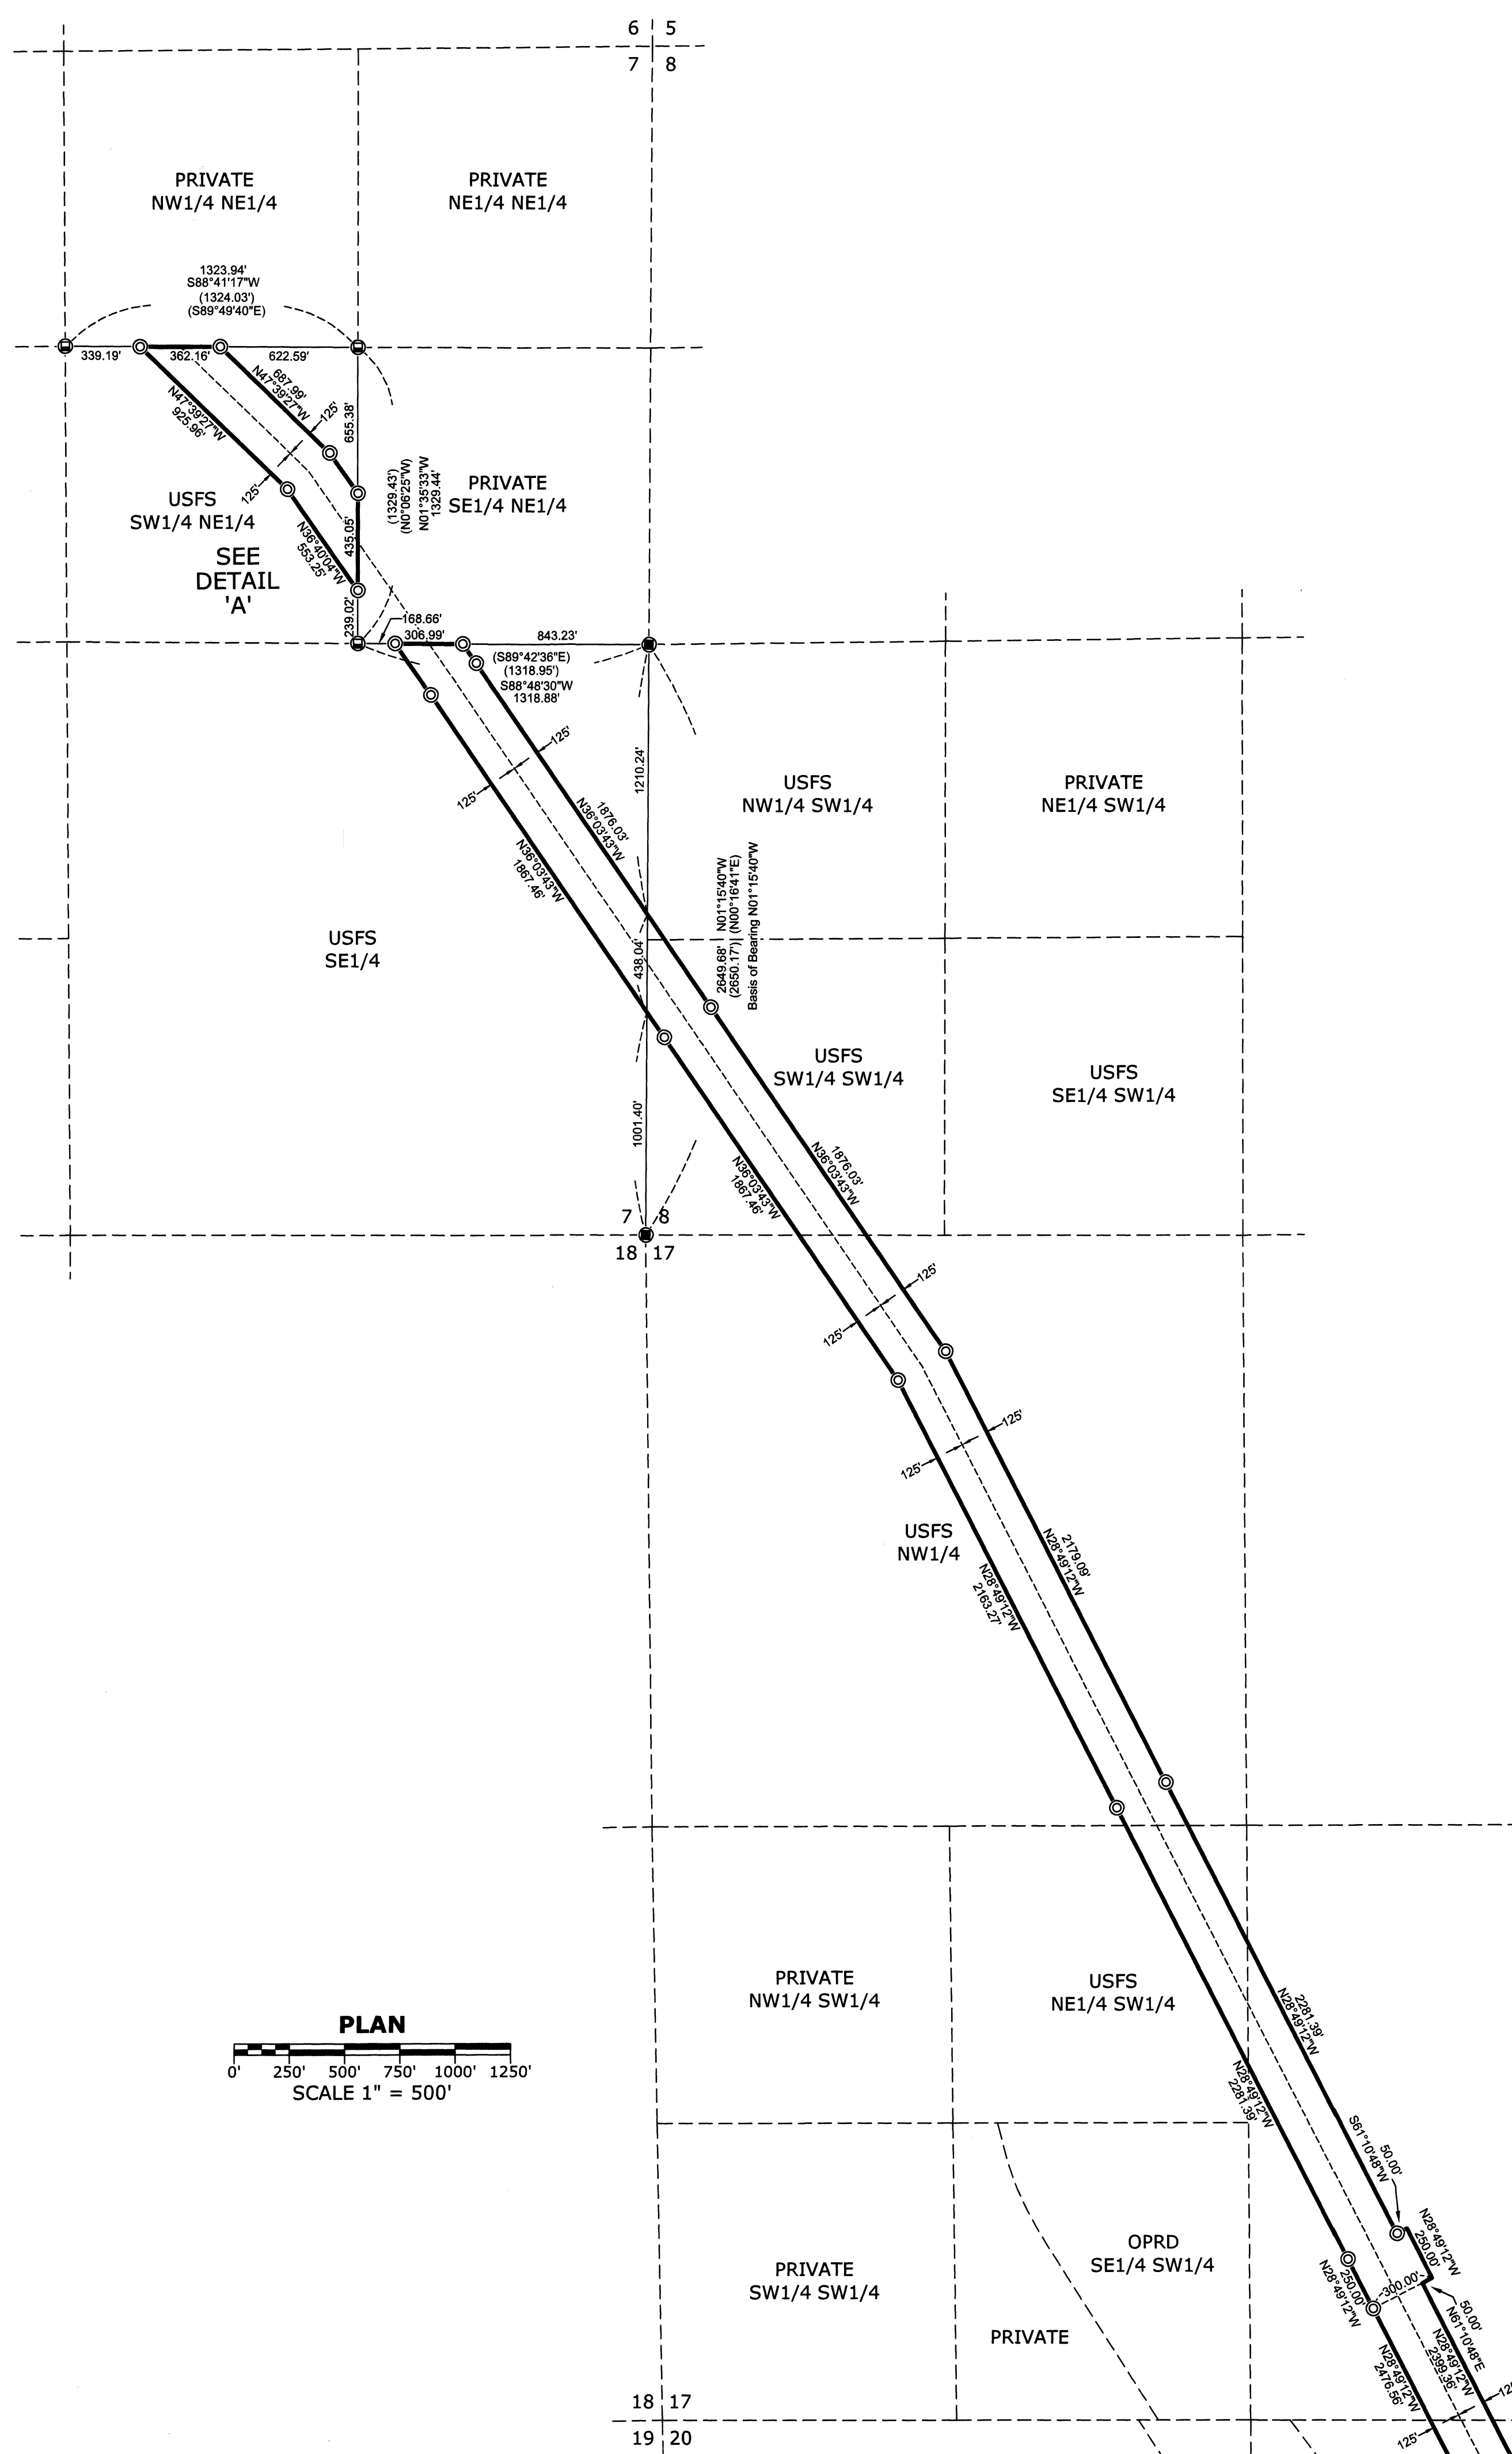 6 5
7 8
PRIVATE
NW1/4 NE1/4
PRIVATE
NE1/4 NE1/4
1323.94'
S88°41'17"W
(1324.03')
(S89°49'40"E)
339.19'
362.16'
622.59'
687.99'
N47°39'27"W
125'
N47°39'27"W
925.96'
125'
655.38'
(1329.43')
(N0°06'25"W)
N01°35'33"W
1329.44'
PRIVATE
SE1/4 NE1/4
USFS
SW1/4 NE1/4
SEE
DETAIL
'A'
N36°40'04"W
553.25'
435.05'
239.02'
168.66'
306.99'
843.23'
(S89°42'36"E)
(1318.95')
S88°48'30"W
1318.88'
125'
125'
1210.24'
1876.03'
N36°03'43"W
N36°03'43"W
1867.46'
USFS
NW1/4 SW1/4
PRIVATE
NE1/4 SW1/4
2649.68' N01°15'40"W
(2650.17') (N00°16'41"E)
Basis of Bearing N01°15'40"W
USFS
SE1/4
438.04'
USFS
SW1/4 SW1/4
USFS
SE1/4 SW1/4
1001.40'
1876.03'
N36°03'43"W
N36°03'43"W
1867.46'
7 8
18 17
125'
125'
125'
125'
USFS
NW1/4
2179.09'
N28°49'12"W
N28°49'12"W
2163.27'
PRIVATE
NW1/4 SW1/4
USFS
NE1/4 SW1/4
2281.39'
N28°49'12"W
N28°49'12"W
2281.39'
PLAN
0' 250' 500' 750' 1000' 1250'
SCALE 1" = 500'
50.00'
S61°10'48"W
N28°49'12"W
250.00'
PRIVATE
SW1/4 SW1/4
OPRD
SE1/4 SW1/4
PRIVATE
250.00'
N28°49'12"W
300.00'
50.00'
N61°10'48"E
N28°49'12"W
2399.36'
N28°49'12"W
2476.56'
125'
18 17
19 20